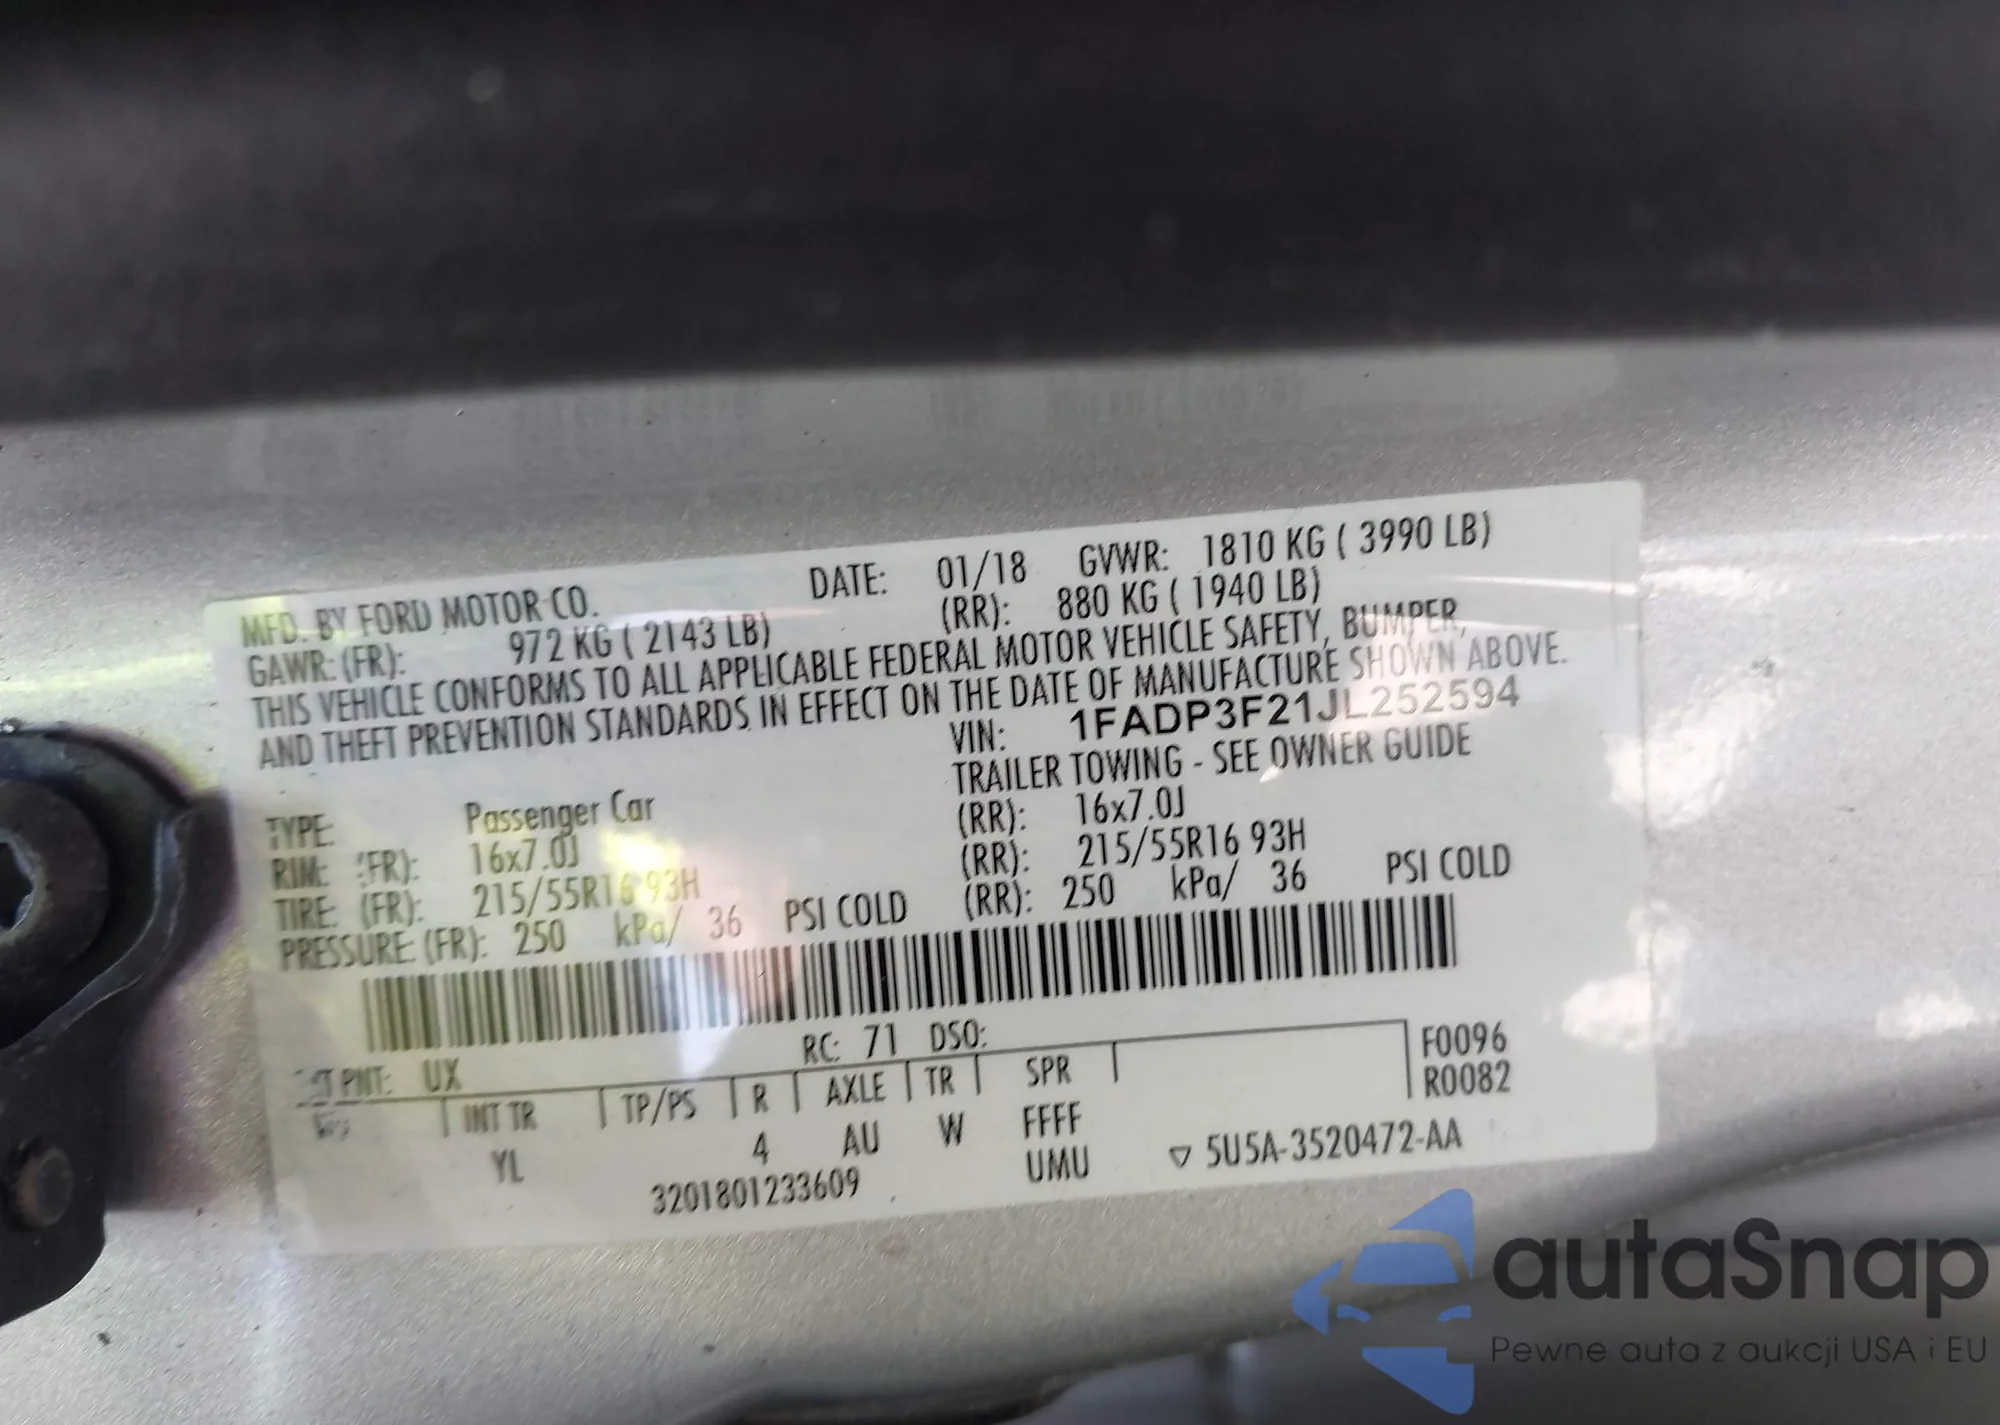 MFD. BY FORD MOTOR CO. DATE: 01/18 GVWR: 1810 KG ( 3990 LB)
GAWR: (FR): 972 KG ( 2143 LB) (RR): 880 KG ( 1940 LB)
THIS VEHICLE CONFORMS TO ALL APPLICABLE FEDERAL MOTOR VEHICLE SAFETY, BUMPER,
AND THEFT PREVENTION STANDARDS IN EFFECT ON THE DATE OF MANUFACTURE SHOWN ABOVE.
VIN: 1FADP3F21JL252594
TRAILER TOWING - SEE OWNER GUIDE
TYPE: Passenger Car
RIM: (FR): 16x7.0J (RR): 16x7.0J
TIRE: (FR): 215/55R16 93H (RR): 215/55R16 93H
PRESSURE: (FR): 250 kPa/ 36 PSI COLD (RR): 250 kPa/ 36 PSI COLD
RC: 71 DSO:
PNT: UX
F0096
R0082
INT TR TP/PS R AXLE TR SPR
YL 4 AU W FFFF
UMU
3201801233609
▽ 5U5A-3520472-AA
autaSnap
Pewne auta z aukcji USA i EU